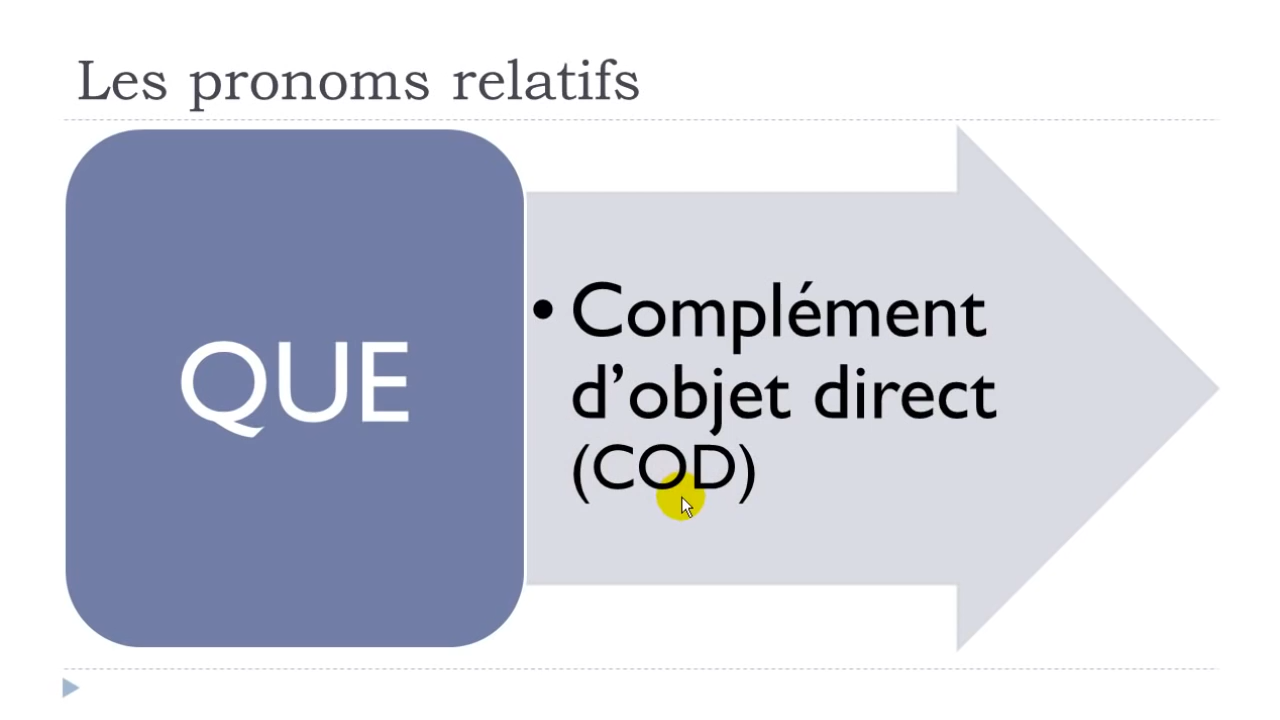 Les pronoms relatifs
QUE
• Complément
d’objet direct
(COD)